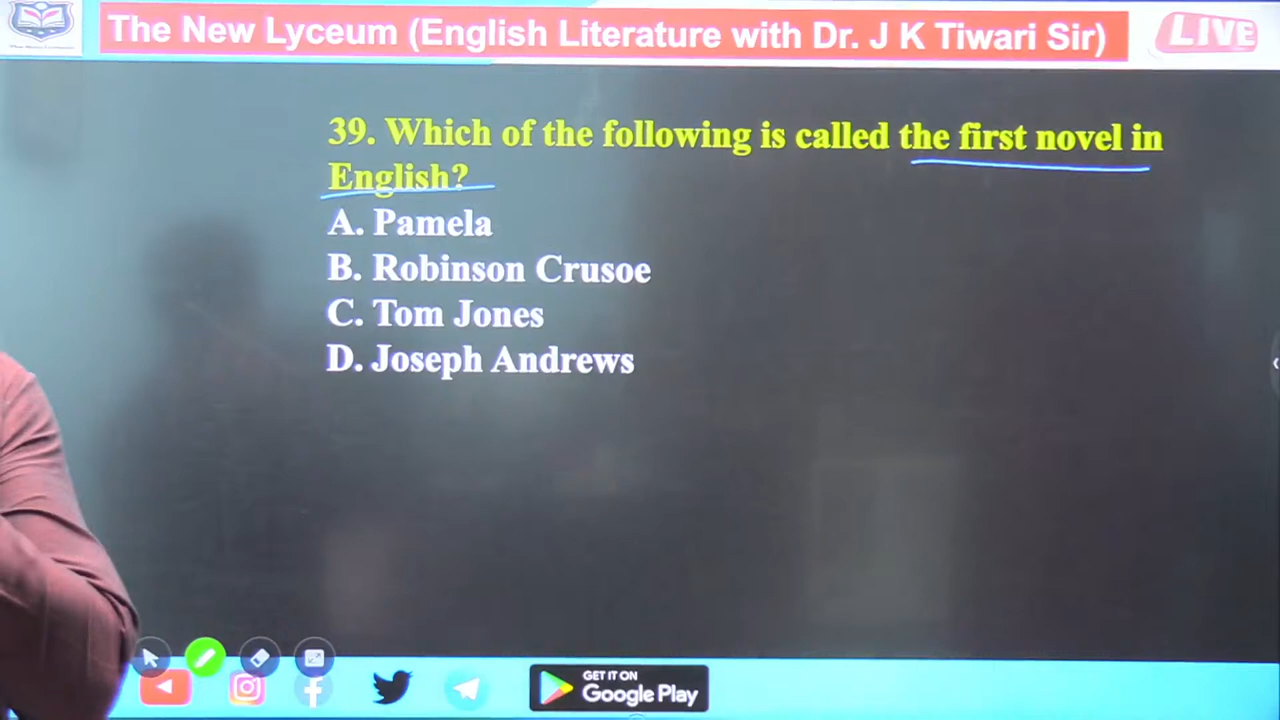 The New Lyceum (English Literature with Dr. J K Tiwari Sir)
LIVE
39. Which of the following is called the first novel in
English?
A. Pamela
B. Robinson Crusoe
C. Tom Jones
D. Joseph Andrews
GET IT ON
Google Play